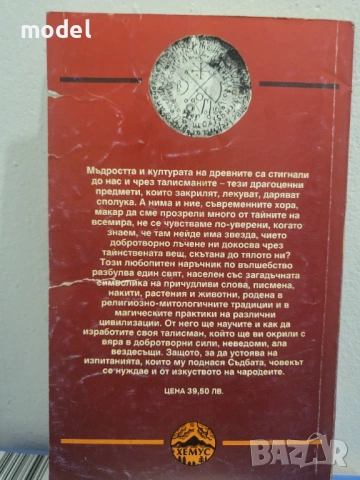 model
Мъдростта и културата на древните са стигнали
до нас и чрез талисманите – тези драгоценни
предмети, които закрилят, лекуват, даряват
сполука. А нима и ние, съвременните хора,
макар да сме прозрели много от тайните на
всемира, не се чувстваме по-уверени, когато
знаем, че там нейде има звезда, чието
добротворно лъчение ни докосва чрез
тайнствената вещ, скътана до тялото ни?
Този любопитен наръчник по вълшебство
разбулва един свят, населен със загадъчната
символика на причудливи слова, писмена,
накити, растения и животни, родена в
религиозно-митологичните традиции и в
магическите практики на различни
цивилизации. От него ще научите и как да
изработите своя талисман, който ще ви окрили с
вяра в добротворни сили, неведоми, ала
вездесъщи. Защото, за да устоява на
изпитанията, които му поднася Съдбата, човекът
се нуждае и от изкуството на чародеите.
ЦЕНА 39,50 ЛВ.
ХЕМУС
bazar